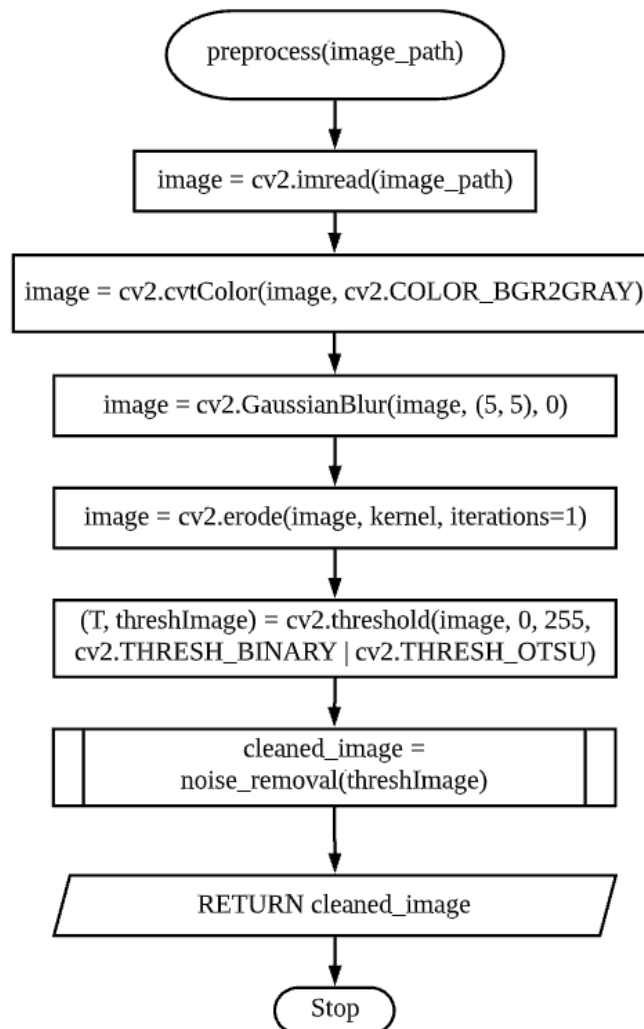 preprocess(image_path)
image = cv2.imread(image_path)
image = cv2.cvtColor(image, cv2.COLOR_BGR2GRAY)
image = cv2.GaussianBlur(image, (5, 5), 0)
image = cv2.erode(image, kernel, iterations=1)
(T, threshImage) = cv2.threshold(image, 0, 255,
cv2.THRESH_BINARY | cv2.THRESH_OTSU)
cleaned_image =
noise_removal(threshImage)
RETURN cleaned_image
Stop